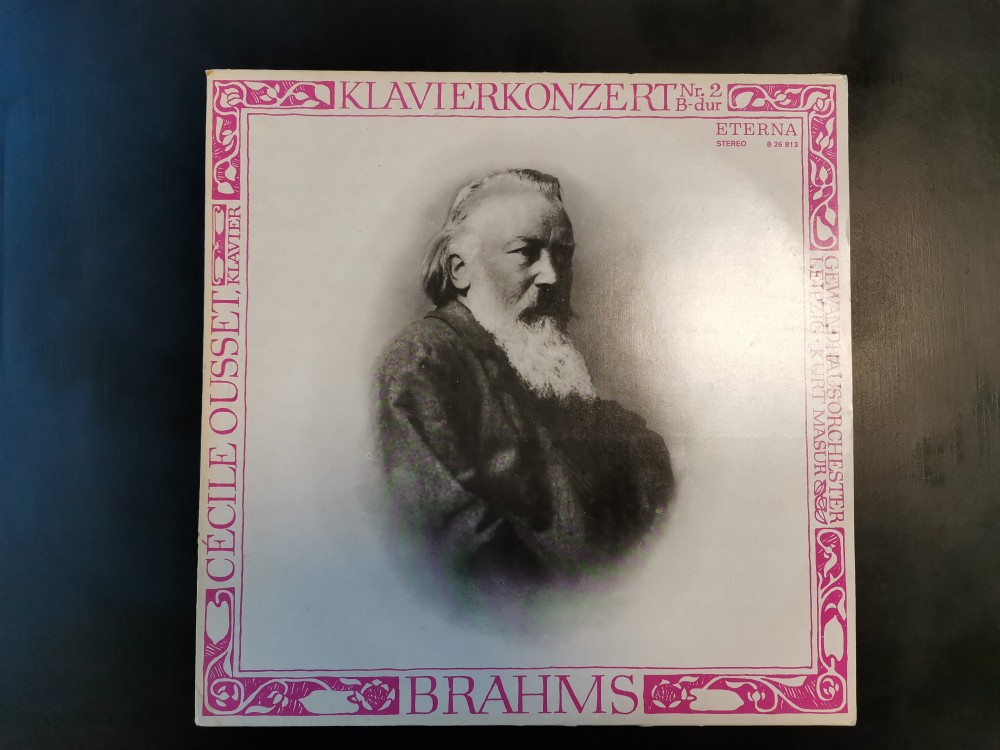 KLAVIERKONZERT Nr. 2
B-dur
ETERNA
STEREO 8 26 813
CÉCILE OUSSET,
KLAVIER
GEWANDHAUSORCHESTER
LEIPZIG · KURT MASUR
BRAHMS